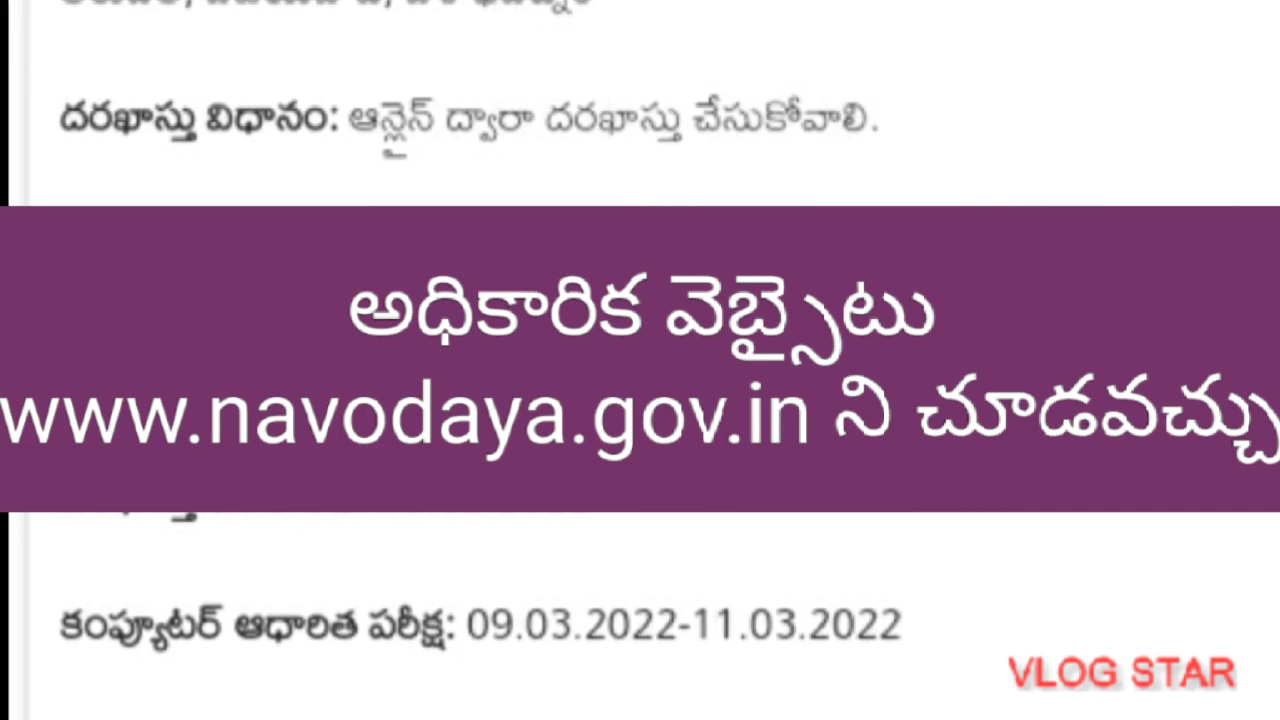 దరఖాస్తు విధానం: ఆన్లైన్ ద్వారా దరఖాస్తు చేసుకోవాలి.
అధికారిక వెబ్సైటు
www.navodaya.gov.in ని చూడవచ్చు
కంప్యూటర్ ఆధారిత పరీక్ష: 09.03.2022-11.03.2022
VLOG STAR